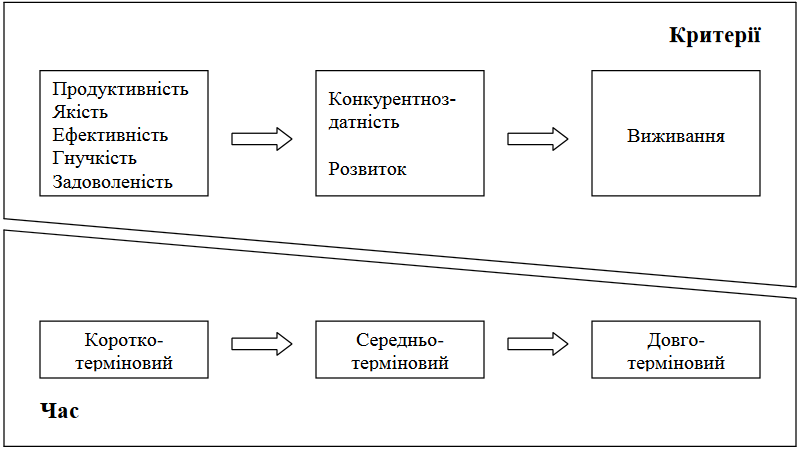 Критерії
Продуктивність
Якість
Ефективність
Гнучкість
Задоволеність
Конкурентноз-
датність
Розвиток
Виживання
Коротко-
терміновий
Середньо-
терміновий
Довго-
терміновий
Час